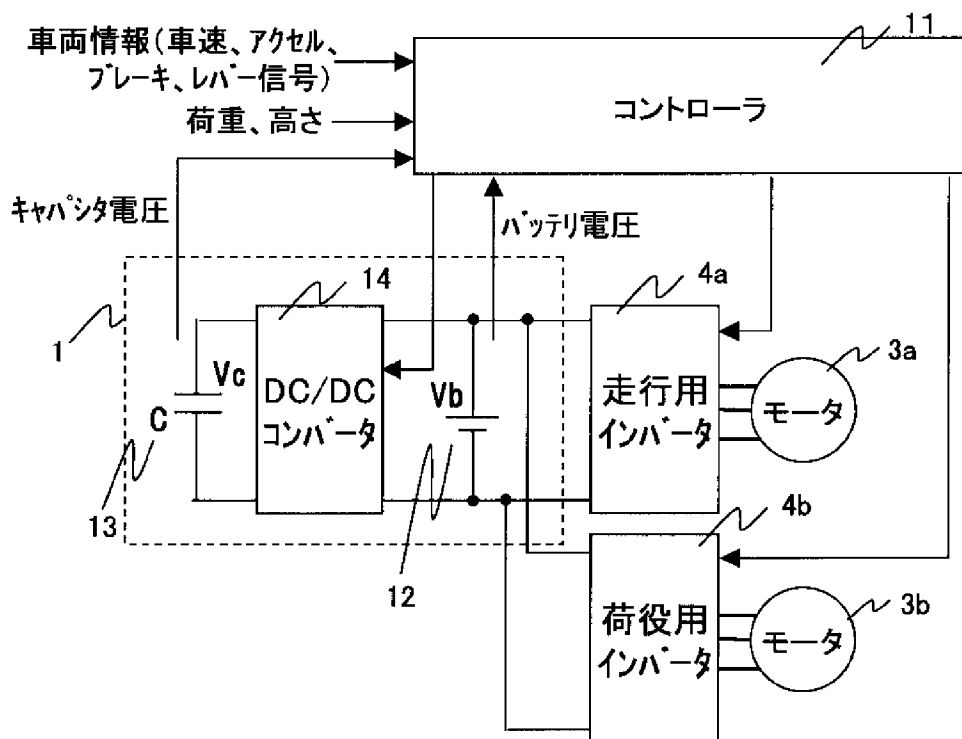 車両情報(車速、アクセル、
ブレーキ、レバー信号)
荷重、高さ
11
コントローラ
キャパシタ電圧
バッテリ電圧
1
14
4a
3a
Vc
C
DC/DC
コンバータ
Vb
走行用
インバータ
モータ
13
12
4b
3b
荷役用
インバータ
モータ